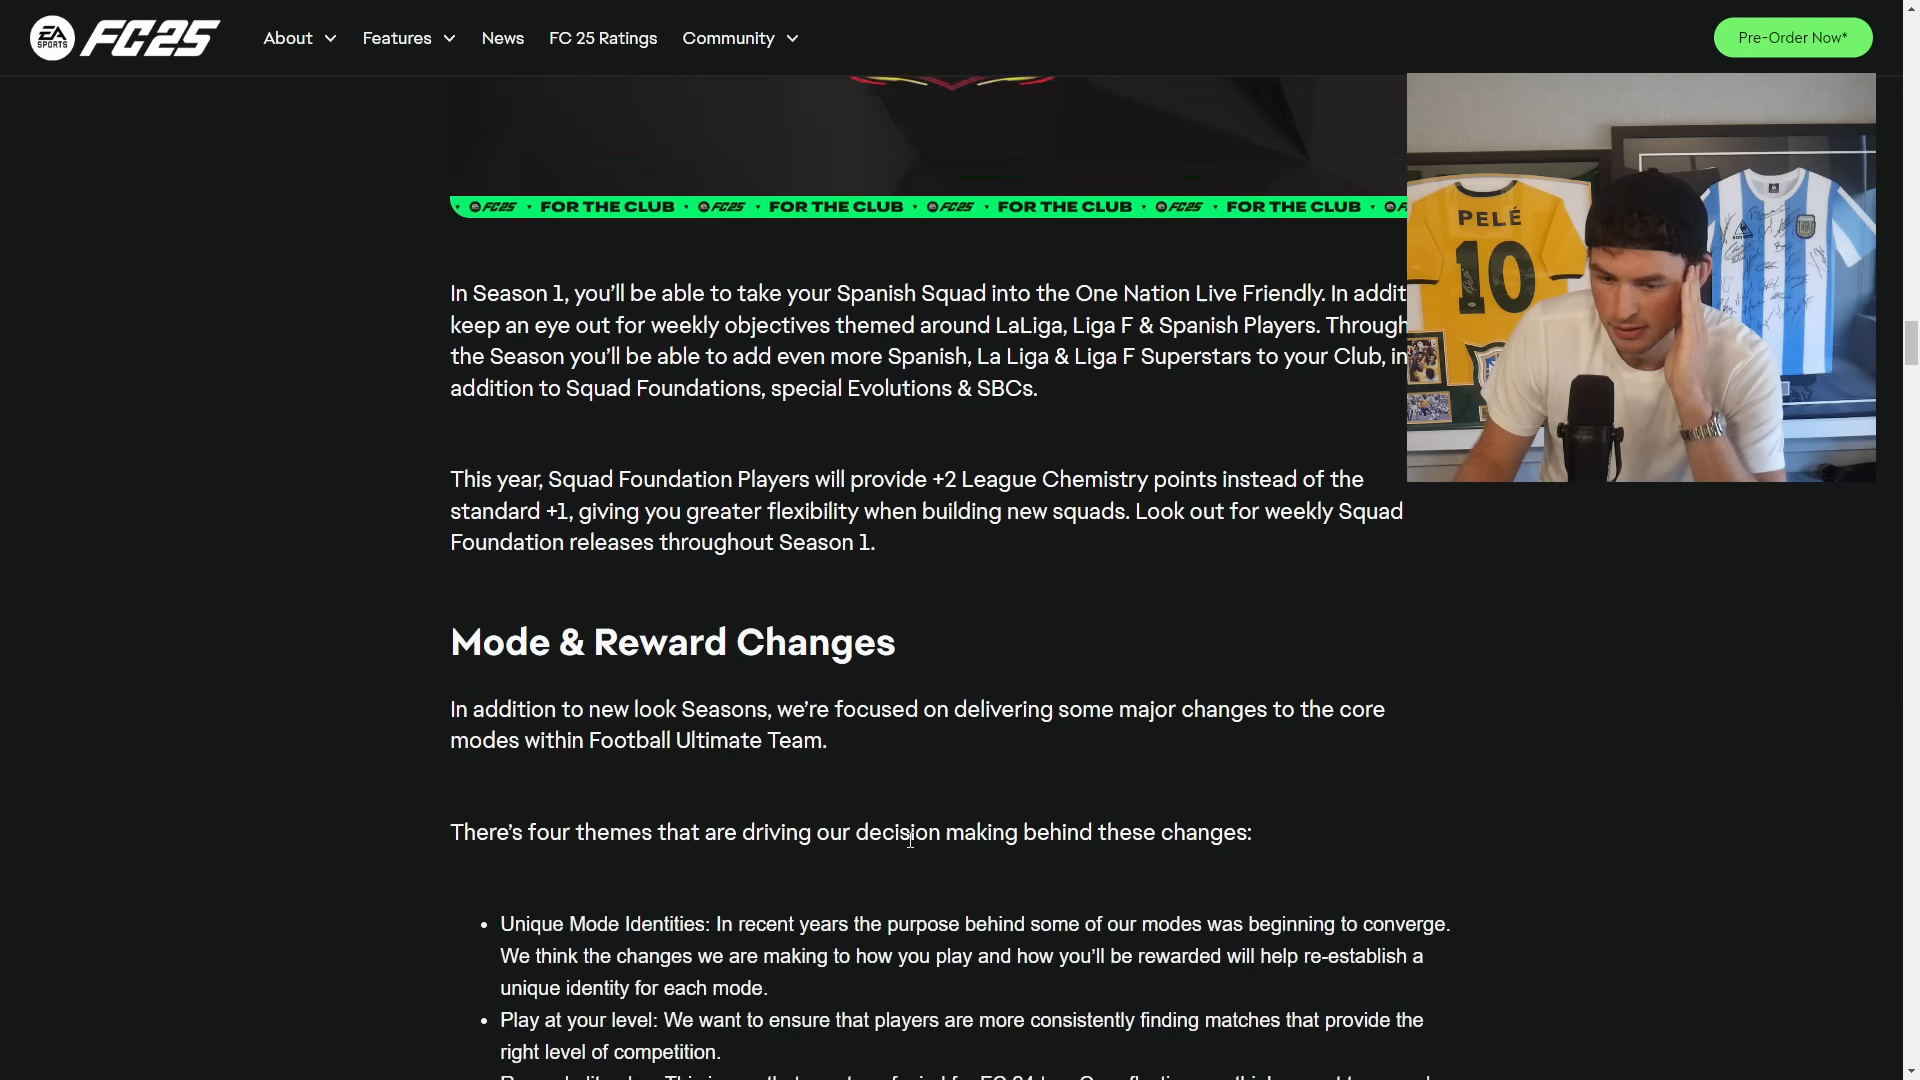 EA SPORTS FC25 About Features News FC 25 Ratings Community Pre-Order Now*
FC25 FOR THE CLUB FC25 FOR THE CLUB FC25 FOR THE CLUB FC25 FOR THE CLUB
PELÉ
10
In Season 1, you’ll be able to take your Spanish Squad into the One Nation Live Friendly. In
keep an eye out for weekly objectives themed around LaLiga, Liga F & Spanish Players.
the Season you’ll be able to add even more Spanish, La Liga & Liga F Superstars to your Club, in
addition to Squad Foundations, special Evolutions & SBCs.
This year, Squad Foundation Players will provide +2 League Chemistry points instead of the
standard +1, giving you greater flexibility when building new squads. Look out for weekly Squad
Foundation releases throughout Season 1.
Mode & Reward Changes
In addition to new look Seasons, we’re focused on delivering some major changes to the core
modes within Football Ultimate Team.
There’s four themes that are driving our decision making behind these changes:
• Unique Mode Identities: In recent years the purpose behind some of our modes was beginning to converge.
We think the changes we are making to how you play and how you’ll be rewarded will help re-establish a
unique identity for each mode.
• Play at your level: We want to ensure that players are more consistently finding matches that provide the
right level of competition.